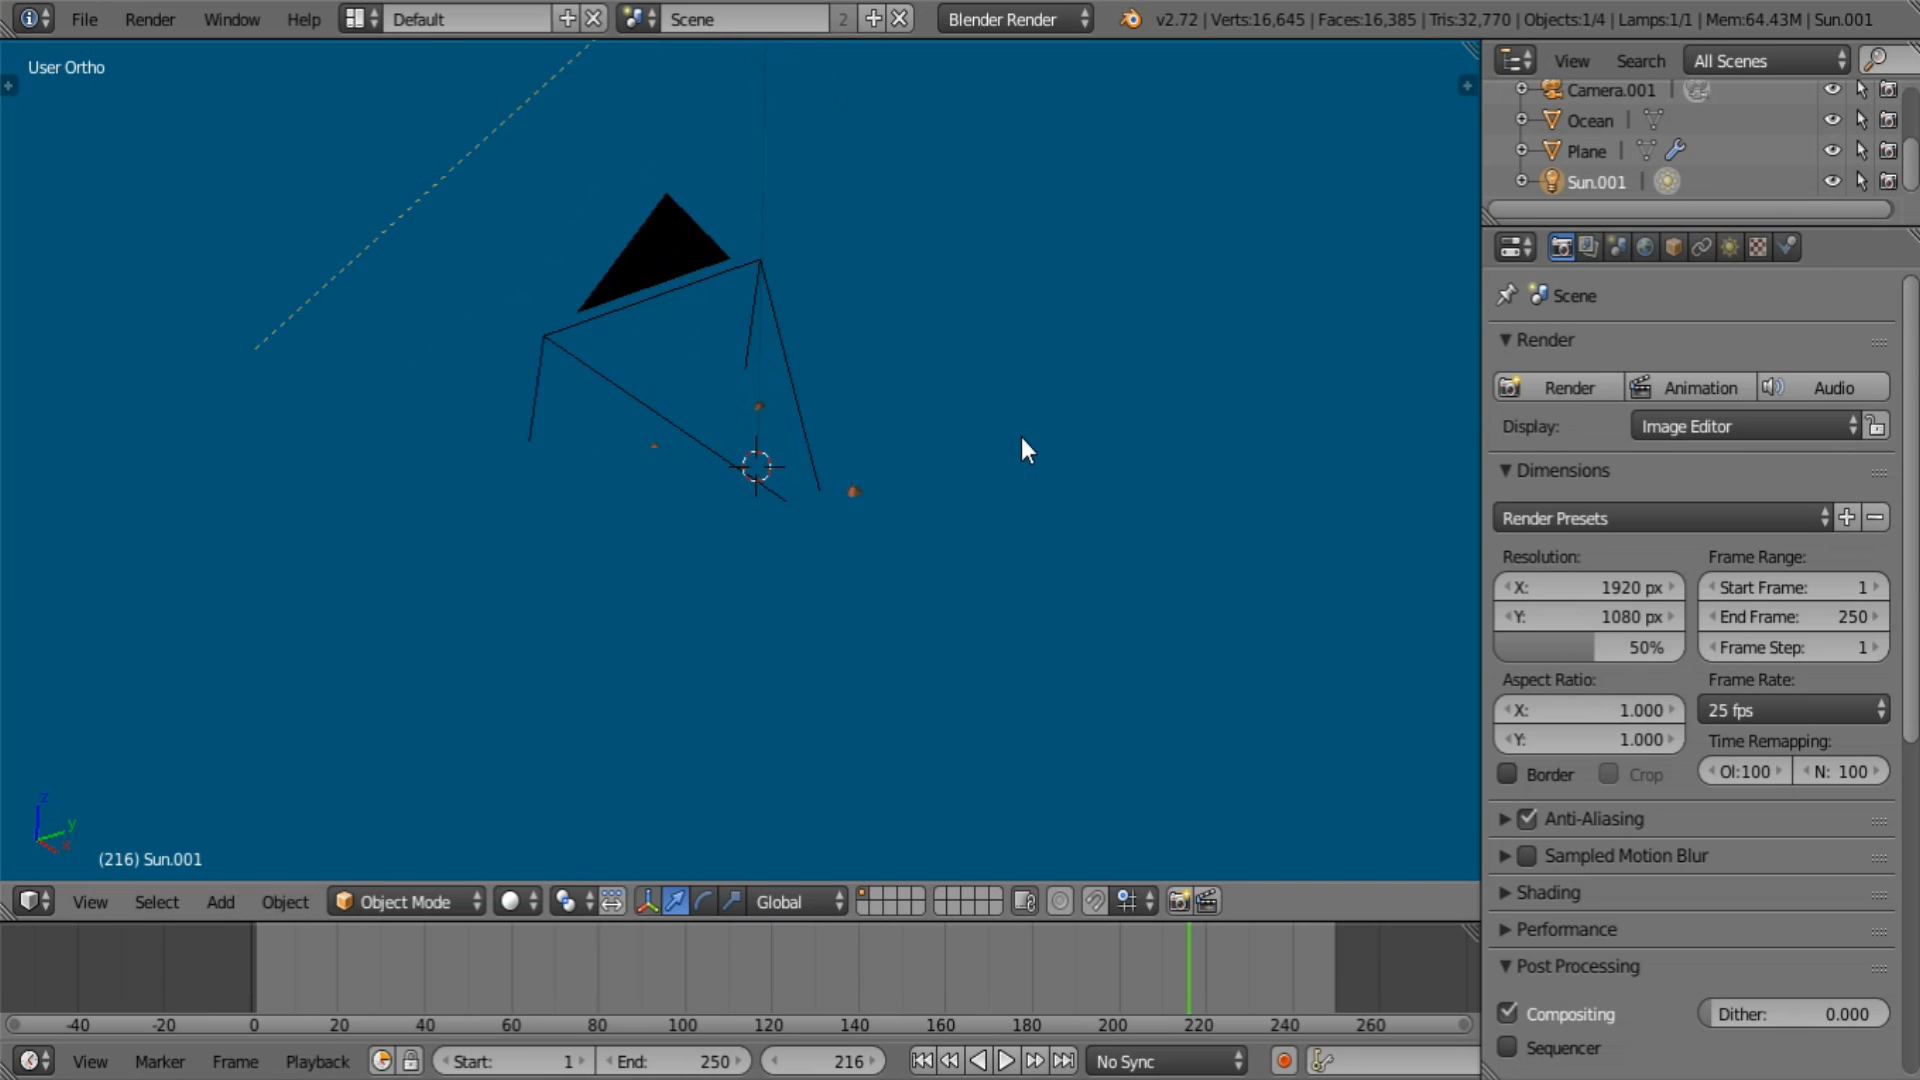 File Render Window Help Default Scene 2 Blender Render v2.72 | Verts:16,645 | Faces:16,385 | Tris:32,770 | Objects:1/4 | Lamps:1/1 | Mem:64.43M | Sun.001
User Ortho
View Search All Scenes
Camera.001
Ocean
Plane
Sun.001
Scene
Render
Render Animation Audio
Display: Image Editor
Dimensions
Render Presets
Resolution: Frame Range:
X: 1920 px Start Frame: 1
Y: 1080 px End Frame: 250
50% Frame Step: 1
Aspect Ratio: Frame Rate:
X: 1.000 25 fps
Y: 1.000 Time Remapping:
Border Crop Ol:100 N: 100
Anti-Aliasing
Sampled Motion Blur
Shading
Performance
Post Processing
Compositing Dither: 0.000
Sequencer
z
y
x
(216) Sun.001
View Select Add Object Object Mode Global
-40 -20 0 20 40 60 80 100 120 140 160 180 200 220 240 260
View Marker Frame Playback Start: 1 End: 250 216 No Sync